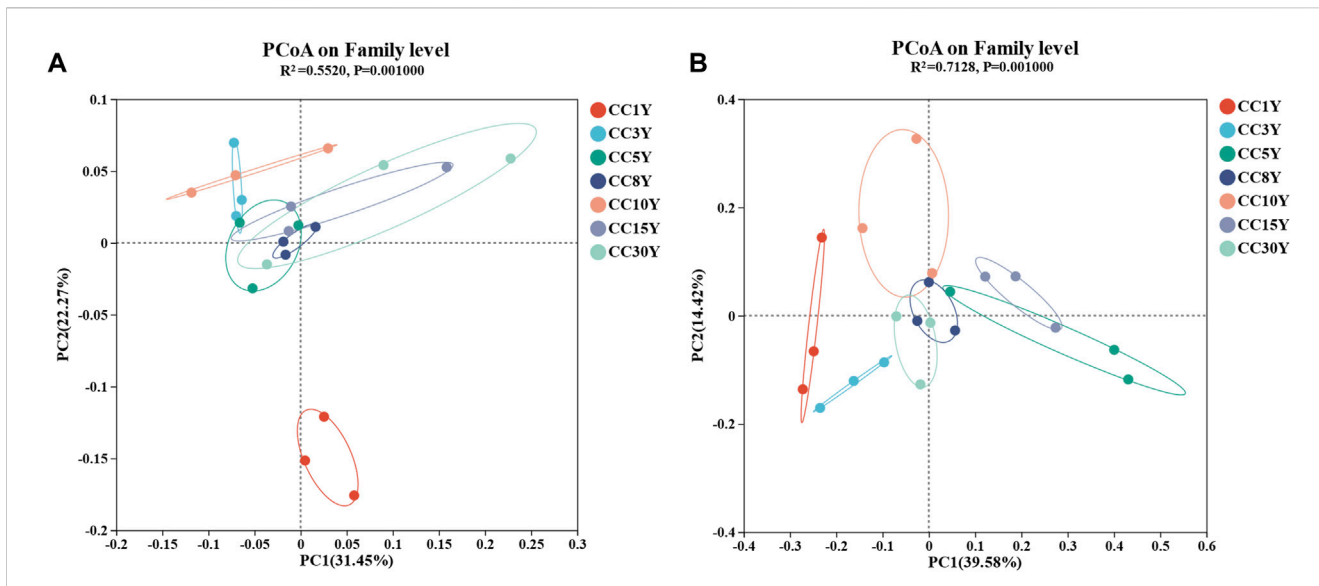 A
PCoA on Family level
R²=0.5520, P=0.001000
0.1
0.05
0
-0.05
-0.1
-0.15
-0.2
PC2(22.27%)
-0.2
-0.15
-0.1
-0.05
0
0.05
0.1
0.15
0.2
0.25
0.3
PC1(31.45%)
CC1Y
CC3Y
CC5Y
CC8Y
CC10Y
CC15Y
CC30Y
B
PCoA on Family level
R²=0.7128, P=0.001000
0.4
0.2
0
-0.2
-0.4
PC2(14.42%)
-0.4
-0.3
-0.2
-0.1
0
0.1
0.2
0.3
0.4
0.5
0.6
PC1(39.58%)
CC1Y
CC3Y
CC5Y
CC8Y
CC10Y
CC15Y
CC30Y